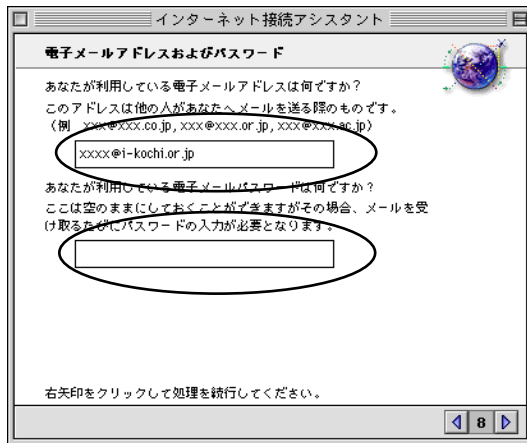 インターネット接続アシスタント
電子メールアドレスおよびパスワード
あなたが利用している電子メールアドレスは何ですか？
このアドレスは他の人があなたへメールを送る際のものです。
（例 xxx@xxx.co.jp, xxx@xxx.or.jp, xxx@xxx.ac.jp）
xxxx@i-kochi.or.jp
あなたが利用している電子メールパスワードは何ですか？
ここは空のままにしておくことができますがその場合、メールを受
け取るたびにパスワードの入力が必要となります。
右矢印をクリックして処理を続行してください。
8